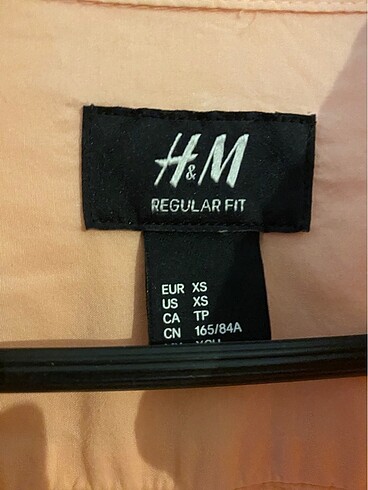 H&M
REGULAR FIT
EUR XS
US XS
CA TP
CN 165/84A